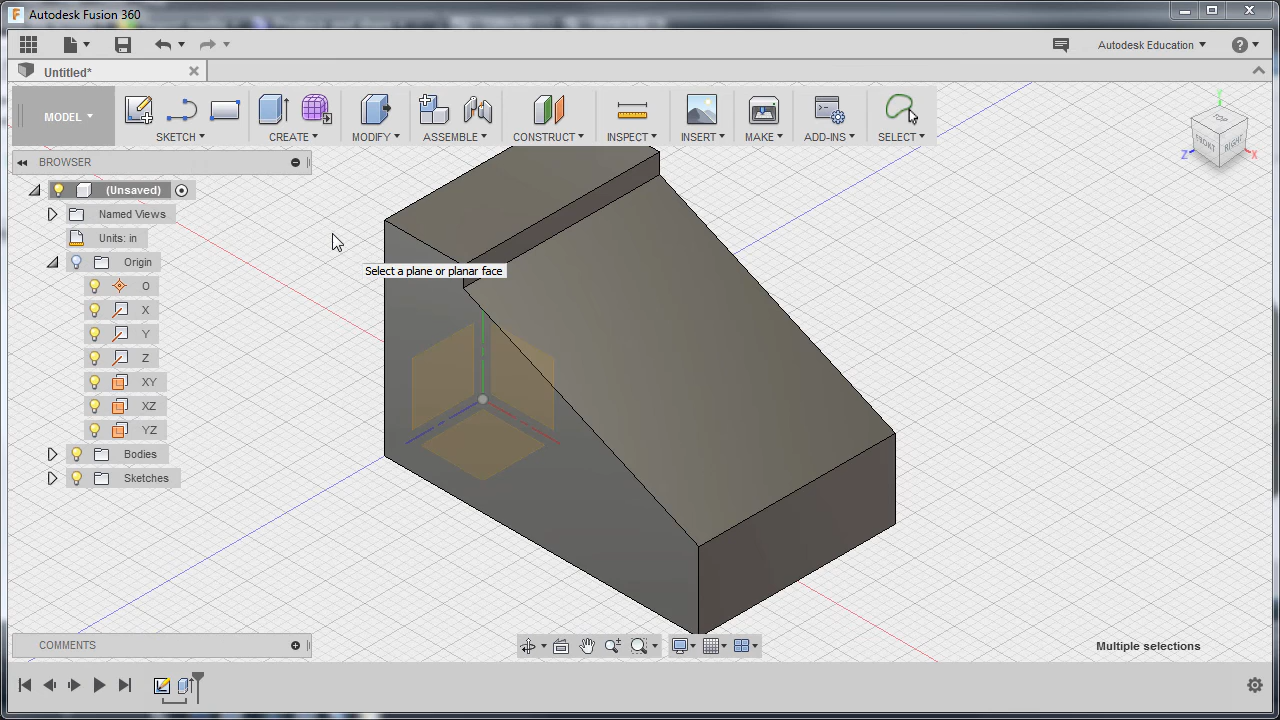 Autodesk Fusion 360
Autodesk Education
Untitled*
MODEL
SKETCH
CREATE
MODIFY
ASSEMBLE
CONSTRUCT
INSPECT
INSERT
MAKE
ADD-INS
SELECT
BROWSER
(Unsaved)
Named Views
Units: in
Origin
O
X
Y
Z
XY
XZ
YZ
Bodies
Sketches
Select a plane or planar face
Y
TOP
FRONT
RIGHT
Z
X
COMMENTS
Multiple selections